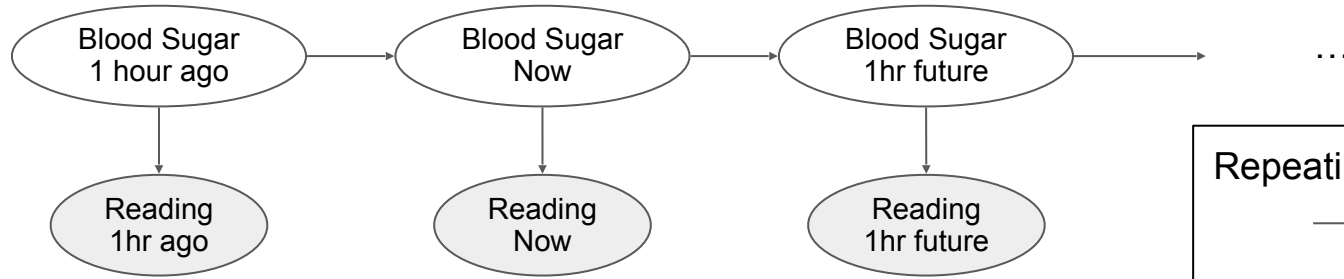 Blood Sugar
1 hour ago
Blood Sugar
Now
Blood Sugar
1hr future
...
Reading
1hr ago
Reading
Now
Reading
1hr future
Repeati